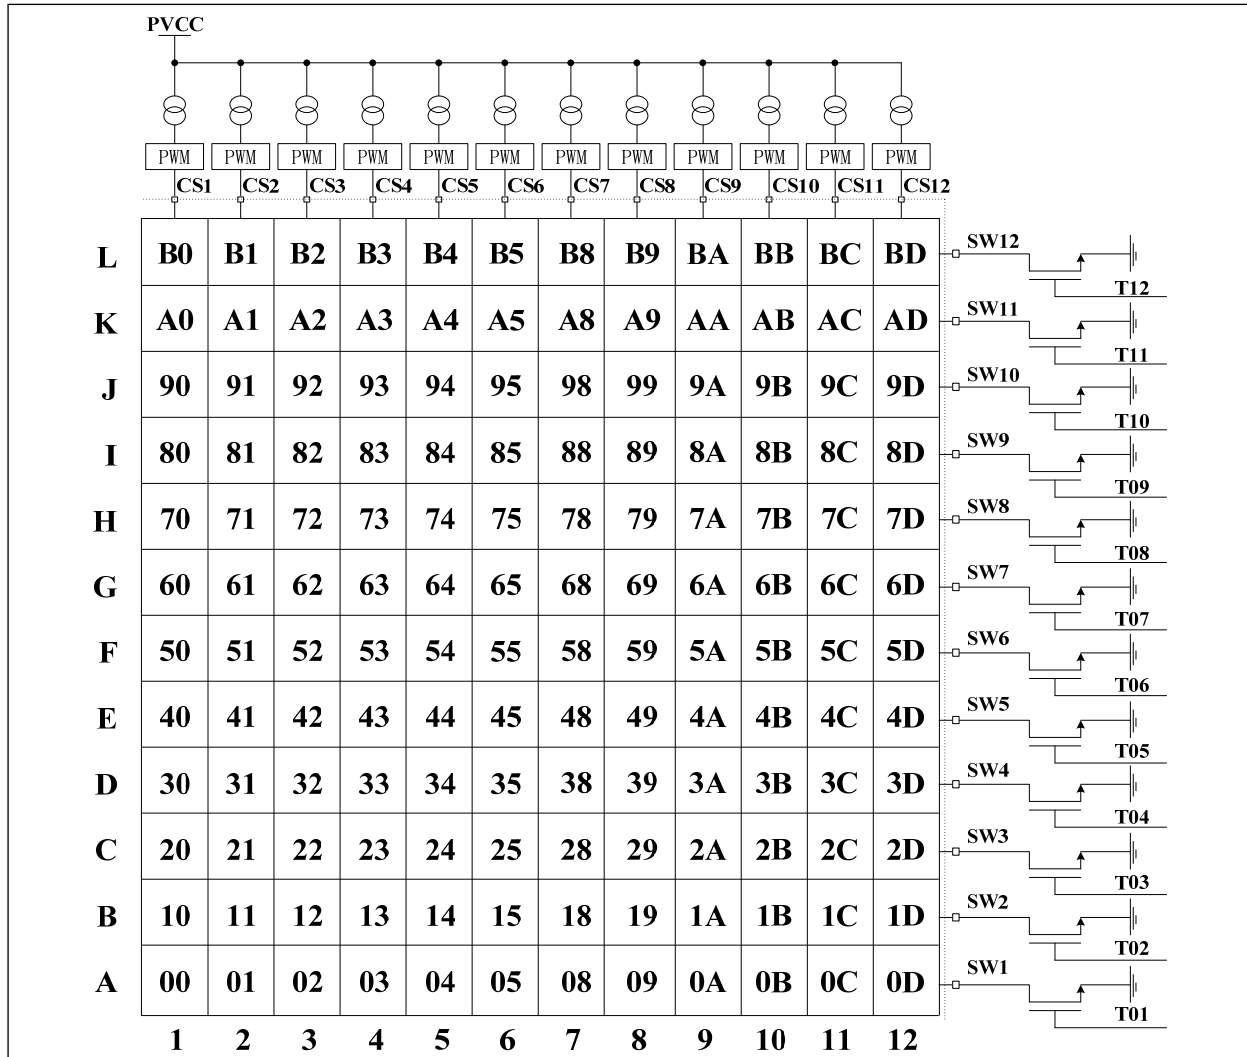 PVCC
PWM PWM PWM PWM PWM PWM PWM PWM PWM PWM PWM PWM
CS1 CS2 CS3 CS4 CS5 CS6 CS7 CS8 CS9 CS10 CS11 CS12
L B0 B1 B2 B3 B4 B5 B8 B9 BA BB BC BD SW12
T12
K A0 A1 A2 A3 A4 A5 A8 A9 AA AB AC AD SW11
T11
J 90 91 92 93 94 95 98 99 9A 9B 9C 9D SW10
T10
I 80 81 82 83 84 85 88 89 8A 8B 8C 8D SW9
T09
H 70 71 72 73 74 75 78 79 7A 7B 7C 7D SW8
T08
G 60 61 62 63 64 65 68 69 6A 6B 6C 6D SW7
T07
F 50 51 52 53 54 55 58 59 5A 5B 5C 5D SW6
T06
E 40 41 42 43 44 45 48 49 4A 4B 4C 4D SW5
T05
D 30 31 32 33 34 35 38 39 3A 3B 3C 3D SW4
T04
C 20 21 22 23 24 25 28 29 2A 2B 2C 2D SW3
T03
B 10 11 12 13 14 15 18 19 1A 1B 1C 1D SW2
T02
A 00 01 02 03 04 05 08 09 0A 0B 0C 0D SW1
T01
1 2 3 4 5 6 7 8 9 10 11 12